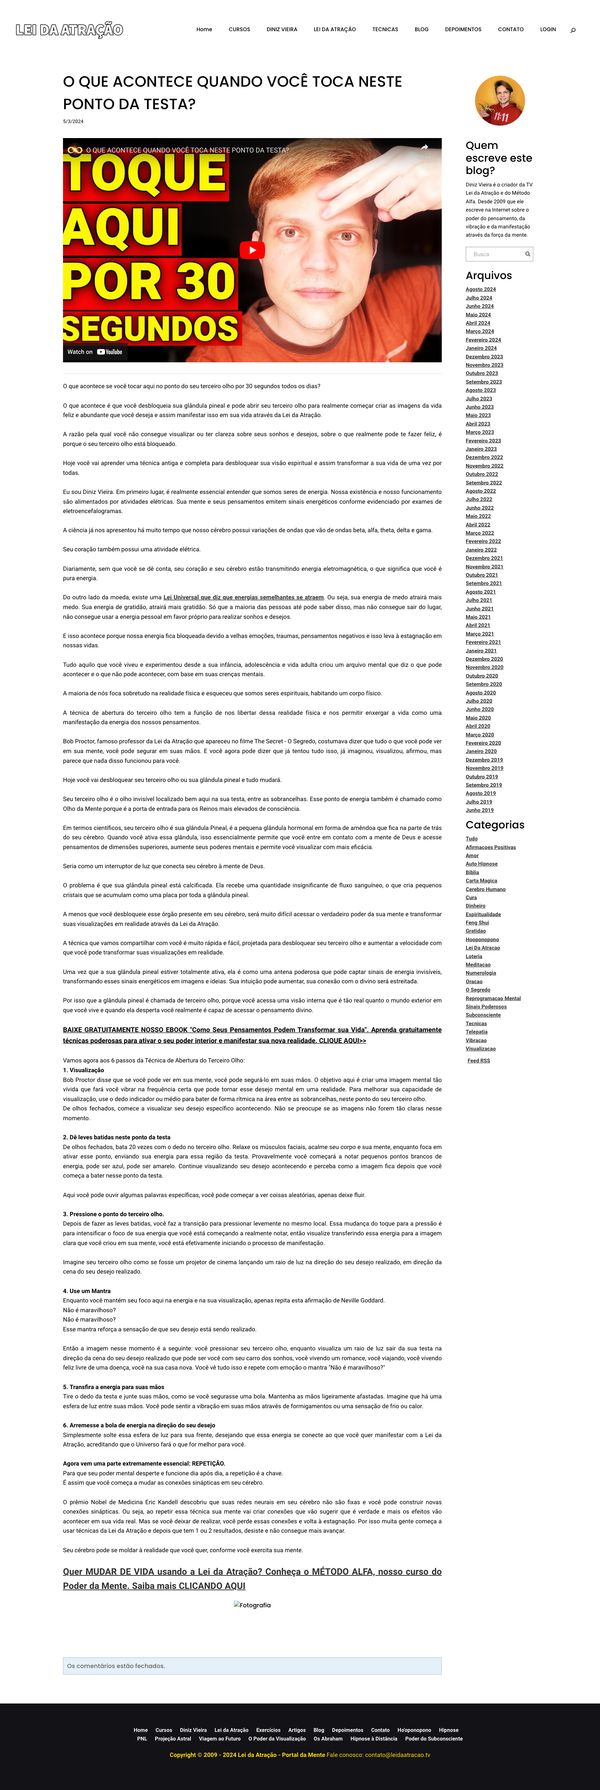 LEI DA ATRAÇÃO
Home CURSOS DINIZ VIEIRA LEI DA ATRAÇÃO TECNICAS BLOG DEPOIMENTOS CONTATO LOGIN
O QUE ACONTECE QUANDO VOCÊ TOCA NESTE
PONTO DA TESTA?
5/3/2024
O QUE ACONTECE QUANDO VOCÊ TOCA NESTE PONTO DA TESTA?
TOQUE
AQUI
POR 30
SEGUNDOS
Watch on YouTube
O que acontece se você tocar aqui no ponto do seu terceiro olho por 30 segundos todos os dias?
O que acontece é que você desbloqueia sua glândula pineal e pode abrir seu terceiro olho para realmente começar criar as imagens da vida
feliz e abundante que você deseja e assim manifestar isso em sua vida através da Lei da Atração.
A razão pela qual você não consegue visualizar ou ter clareza sobre seus sonhos e desejos, sobre o que realmente pode te fazer feliz, é
porque o seu terceiro olho está bloqueado.
Hoje você vai aprender uma técnica antiga e completa para desbloquear sua visão espiritual e assim transformar a sua vida de uma vez por
todas.
Eu sou Diniz Vieira. Em primeiro lugar, é realmente essencial entender que somos seres de energia. Nossa existência e nosso funcionamento
são alimentados por atividades elétricas. Sua mente e seus pensamentos emitem sinais energéticos conforme evidenciado por exames de
eletroencefalogramas.
A ciência já nos apresentou há muito tempo que nosso cérebro possui variações de ondas que vão de ondas beta, alfa, theta, delta e gama.
Seu coração também possui uma atividade elétrica.
Diariamente, sem que você se dê conta, seu coração e seu cérebro estão transmitindo energia eletromagnética, o que significa que você é
pura energia.
Do outro lado da moeda, existe uma Lei Universal que diz que energias semelhantes se atraem. Ou seja, sua energia de medo atrairá mais
medo. Sua energia de gratidão, atrairá mais gratidão. Só que a maioria das pessoas até pode saber disso, mas não consegue sair do lugar,
não consegue usar a energia pessoal em favor próprio para realizar sonhos e desejos.
E isso acontece porque nossa energia fica bloqueada devido a velhas emoções, traumas, pensamentos negativos e isso leva à estagnação em
nossas vidas.
Tudo aquilo que você viveu e experimentou desde a sua infância, adolescência e vida adulta criou um arquivo mental que diz o que pode
acontecer e o que não pode acontecer, com base em suas crenças mentais.
A maioria de nós foca sobretudo na realidade física e esqueceu que somos seres espirituais, habitando um corpo físico.
A técnica de abertura do terceiro olho tem a função de nos libertar dessa realidade física e nos permitir enxergar a vida como uma
manifestação da energia dos nossos pensamentos.
Bob Proctor, famoso professor da Lei da Atração que apareceu no filme The Secret - O Segredo, costumava dizer que tudo o que você pode ver
em sua mente, você pode segurar em suas mãos. E você agora pode dizer que já tentou tudo isso, já imaginou, visualizou, afirmou, mas
parece que nada disso funcionou para você.
Hoje você vai desbloquear seu terceiro olho ou sua glândula pineal e tudo mudará.
Seu terceiro olho é o olho invisível localizado bem aqui na sua testa, entre as sobrancelhas. Esse ponto de energia também é chamado como
Olho da Mente porque é a porta de entrada para os Reinos mais elevados de consciência.
Em termos científicos, seu terceiro olho é sua glândula Pineal, é a pequena glândula hormonal em forma de amêndoa que fica na parte de trás
do seu cérebro. Quando você ativa essa glândula, isso essencialmente permite que você entre em contato com a mente de Deus e acesse
pensamentos de dimensões superiores, aumente seus poderes mentais e permite você visualizar com mais eficácia.
Seria como um interruptor de luz que conecta seu cérebro à mente de Deus.
O problema é que sua glândula pineal está calcificada. Ela recebe uma quantidade insignificante de fluxo sanguíneo, o que cria pequenos
cristais que se acumulam como uma placa por toda a glândula pineal.
A menos que você desbloqueie esse órgão presente em seu cérebro, será muito difícil acessar o verdadeiro poder da sua mente e transformar
suas visualizações em realidade através da Lei da Atração.
A técnica que vamos compartilhar com você é muito rápida e fácil, projetada para desbloquear seu terceiro olho e aumentar a velocidade com
que você pode transformar suas visualizações em realidade.
Uma vez que a sua glândula pineal estiver totalmente ativa, ela é como uma antena poderosa que pode captar sinais de energia invisíveis,
transformando esses sinais energéticos em imagens e ideias. Sua intuição pode aumentar, sua conexão com o divino será estreitada.
Por isso que a glândula pineal é chamada de terceiro olho, porque você acessa uma visão interna que é tão real quanto o mundo exterior em
que você vive e quando ela desperta você realmente é capaz de acessar o pensamento divino.
BAIXE GRATUITAMENTE NOSSO EBOOK "Como Seus Pensamentos Podem Transformar sua Vida". Aprenda gratuitamente
técnicas poderosas para ativar o seu poder interior e manifestar sua nova realidade. CLIQUE AQUI>>
Vamos agora aos 6 passos da Técnica de Abertura do Terceiro Olho:
1. Visualização
Bob Proctor disse que se você pode ver em sua mente, você pode segurá-lo em suas mãos. O objetivo aqui é criar uma imagem mental tão
vívida que fará você vibrar na frequência certa que pode tornar esse desejo mental em uma realidade. Para melhorar sua capacidade de
visualização, use o dedo indicador ou médio para bater de forma rítmica na área entre as sobrancelhas, neste ponto do seu terceiro olho.
De olhos fechados, comece a visualizar seu desejo específico acontecendo. Não se preocupe se as imagens não forem tão claras nesse
momento.
2. Dê leves batidas neste ponto da testa
De olhos fechados, bata 20 vezes com o dedo no terceiro olho. Relaxe os músculos faciais, acalme seu corpo e sua mente, enquanto foca em
ativar esse ponto, enviando sua energia para essa região da testa. Provavelmente você começará a notar pequenos pontos brancos de
energia, pode ser azul, pode ser amarelo. Continue visualizando seu desejo acontecendo e perceba como a imagem fica depois que você
começa a bater nesse ponto da testa.
Aqui você pode ouvir algumas palavras específicas, você pode começar a ver coisas aleatórias, apenas deixe fluir.
3. Pressione o ponto do terceiro olho.
Depois de fazer as leves batidas, você faz a transição para pressionar levemente no mesmo local. Essa mudança do toque para a pressão é
para intensificar o foco de sua energia que você está começando a realmente notar, então visualize transferindo essa energia para a imagem
clara que você criou em sua mente, você está efetivamente iniciando o processo de manifestação.
Imagine seu terceiro olho como se fosse um projetor de cinema lançando um raio de luz na direção do seu desejo realizado, em direção da
cena do seu desejo realizado.
4. Use um Mantra
Enquanto você mantém seu foco aqui na energia e na sua visualização, apenas repita esta afirmação de Neville Goddard.
Não é maravilhoso?
Não é maravilhoso?
Esse mantra reforça a sensação de que seu desejo está sendo realizado.
Então a imagem nesse momento é a seguinte: você pressionar seu terceiro olho, enquanto visualiza um raio de luz sair da sua testa na
direção da cena do seu desejo realizado que pode ser você com seu carro dos sonhos, você vivendo um romance, você viajando, você vivendo
feliz livre de uma doença, você na sua casa nova. Você vê tudo isso e repete com emoção o mantra "Não é maravilhoso?"
5. Transfira a energia para suas mãos
Tire o dedo da testa e junte suas mãos, como se você segurasse uma bola. Mantenha as mãos ligeiramente afastadas. Imagine que há uma
esfera de luz entre suas mãos. Você pode sentir a vibração em suas mãos através de formigamentos ou uma sensação de frio ou calor.
6. Arremesse a bola de energia na direção do seu desejo
Simplesmente solte essa esfera de luz para sua frente, desejando que essa energia se conecte ao que você quer manifestar com a Lei da
Atração, acreditando que o Universo fará o que for melhor para você.
Agora vem uma parte extremamente essencial: REPETIÇÃO.
Para que seu poder mental desperte e funcione dia após dia, a repetição é a chave.
É assim que você começa a mudar as conexões sinápticas em seu cérebro.
O prêmio Nobel de Medicina Eric Kandell descobriu que suas redes neurais em seu cérebro não são fixas e você pode construir novas
conexões sinápticas. Ou seja, ao repetir essa técnica sua mente vai criar conexões que vão sugerir que é verdade e mais os efeitos vão
acontecer em sua vida real. Mas se você deixar de realizar, você perde essas conexões e volta à estagnação. Por isso muita gente começa a
usar técnicas da Lei da Atração e depois que tem 1 ou 2 resultados, desiste e não consegue mais avançar.
Seu cérebro pode se moldar à realidade que você quer, conforme você exercita sua mente.
Quer MUDAR DE VIDA usando a Lei da Atração? Conheça o MÉTODO ALFA, nosso curso do
Poder da Mente. Saiba mais CLICANDO AQUI
Fotografia
Os comentários estão fechados.
Quem
escreve este
blog?
Diniz Vieira é o criador da TV
Lei da Atração e do Método
Alfa. Desde 2009 que ele
escreve na Internet sobre o
poder do pensamento, da
vibração e da manifestação
através da força da mente.
Busca
Arquivos
Agosto 2024
Julho 2024
Junho 2024
Maio 2024
Abril 2024
Março 2024
Fevereiro 2024
Janeiro 2024
Dezembro 2023
Novembro 2023
Outubro 2023
Setembro 2023
Agosto 2023
Julho 2023
Junho 2023
Maio 2023
Abril 2023
Março 2023
Fevereiro 2023
Janeiro 2023
Dezembro 2022
Novembro 2022
Outubro 2022
Setembro 2022
Agosto 2022
Julho 2022
Junho 2022
Maio 2022
Abril 2022
Março 2022
Fevereiro 2022
Janeiro 2022
Dezembro 2021
Novembro 2021
Outubro 2021
Setembro 2021
Agosto 2021
Julho 2021
Junho 2021
Maio 2021
Abril 2021
Março 2021
Fevereiro 2021
Janeiro 2021
Dezembro 2020
Novembro 2020
Outubro 2020
Setembro 2020
Agosto 2020
Julho 2020
Junho 2020
Maio 2020
Abril 2020
Março 2020
Fevereiro 2020
Janeiro 2020
Dezembro 2019
Novembro 2019
Outubro 2019
Setembro 2019
Agosto 2019
Julho 2019
Junho 2019
Categorias
Tudo
Afirmacoes Positivas
Amor
Auto Hipnose
Biblia
Carta Magica
Cerebro Humano
Cura
Dinheiro
Espiritualidade
Feng Shui
Gratidao
Hooponopono
Lei Da Atracao
Loteria
Meditacao
Numerologia
Oracao
O Segredo
Reprogramacao Mental
Sinais Poderosos
Subconsciente
Tecnicas
Telepatia
Vibracao
Visualizacao
Feed RSS
Home Cursos Diniz Vieira Lei da Atração Exercícios Artigos Blog Depoimentos Contato Ho'oponopono Hipnose
PNL Projeção Astral Viagem ao Futuro O Poder da Visualização Os Abraham Hipnose à Distância Poder do Subconsciente
Copyright © 2009 - 2024 Lei da Atração - Portal da Mente Fale conosco: contato@leidaatracao.tv